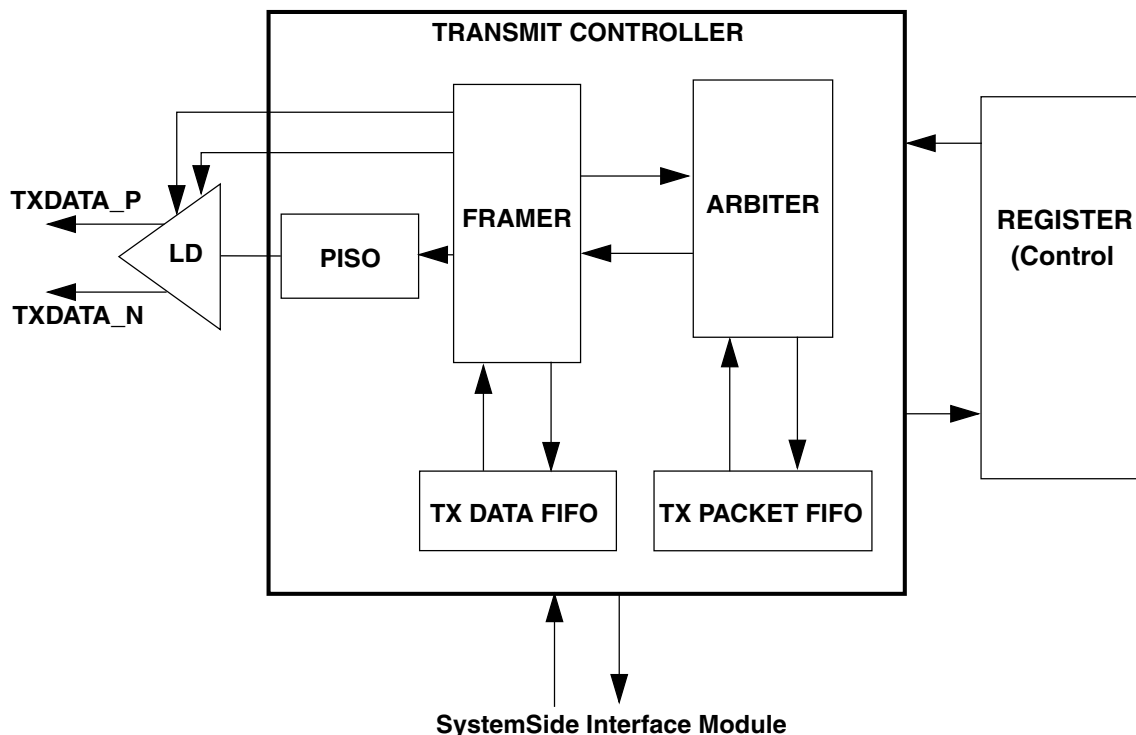 TRANSMIT CONTROLLER
TXDATA_P
LD
TXDATA_N
PISO
FRAMER
ARBITER
REGISTER
(Control
TX DATA FIFO
TX PACKET FIFO
SystemSide Interface Module